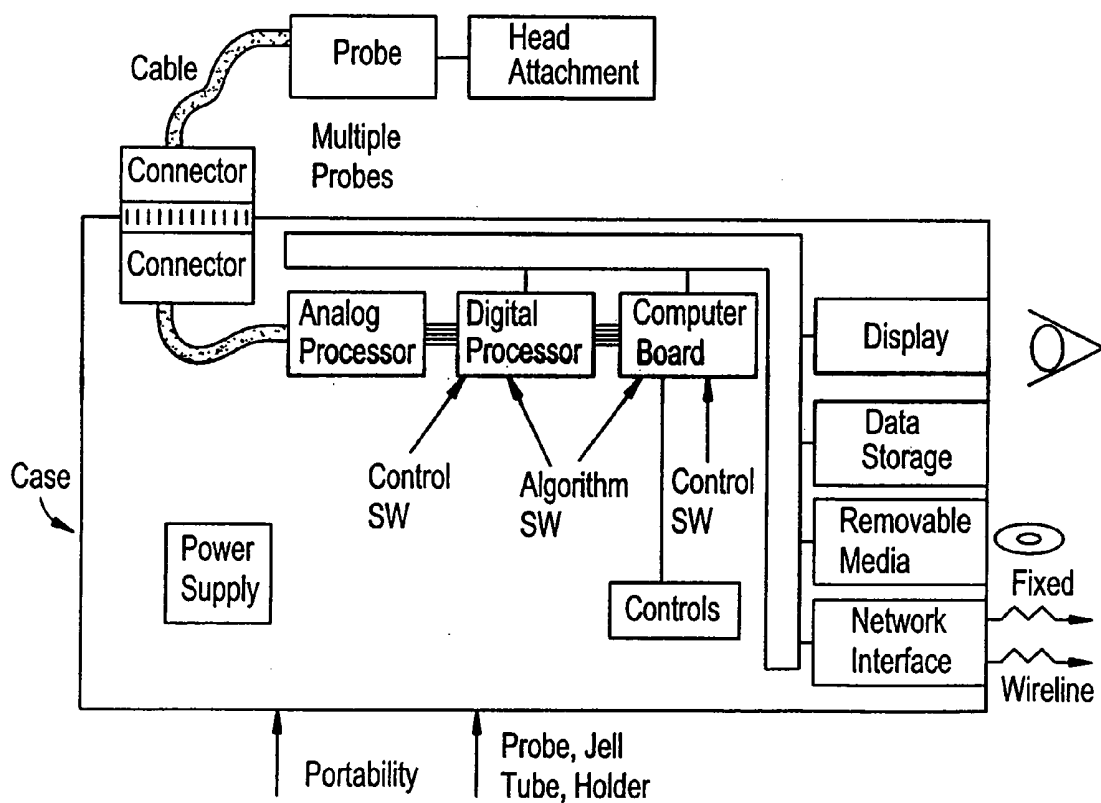 Cable
Probe
Head
Attachment
Multiple
Probes
Connector
Connector
Analog
Processor
Digital
Processor
Computer
Board
Display
Case
Control
SW
Algorithm
SW
Control
SW
Data
Storage
Power
Supply
Removable
Media
Controls
Fixed
Network
Interface
Wireline
Portability
Probe, Jell
Tube, Holder